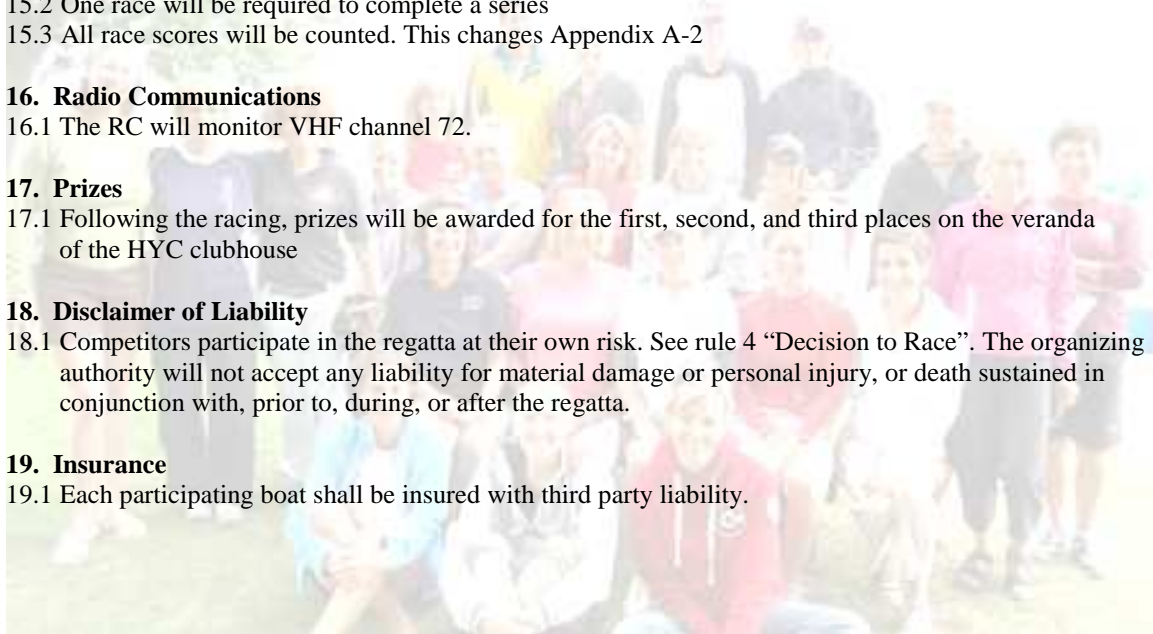 15.2 One race will be required to complete a series
15.3 All race scores will be counted. This changes Appendix A-2
16. Radio Communications
16.1 The RC will monitor VHF channel 72.
17. Prizes
17.1 Following the racing, prizes will be awarded for the first, second, and third places on the veranda
of the HYC clubhouse
18. Disclaimer of Liability
18.1 Competitors participate in the regatta at their own risk. See rule 4 “Decision to Race”. The organizing
authority will not accept any liability for material damage or personal injury, or death sustained in
conjunction with, prior to, during, or after the regatta.
19. Insurance
19.1 Each participating boat shall be insured with third party liability.